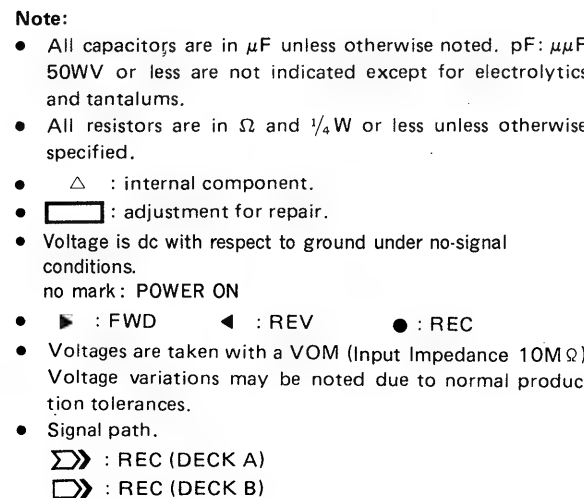 Note:
● All capacitors are in μF unless otherwise noted. pF: μμF
50WV or less are not indicated except for electrolytics
and tantalums.
● All resistors are in Ω and ¼W or less unless otherwise
specified.
● △ : internal component.
● : adjustment for repair.
● Voltage is dc with respect to ground under no-signal
conditions.
no mark: POWER ON
● ▶ : FWD ◀ : REV ● : REC
● Voltages are taken with a VOM (Input Impedance 10MΩ)
Voltage variations may be noted due to normal produc
tion tolerances.
● Signal path.
: REC (DECK A)
: REC (DECK B)